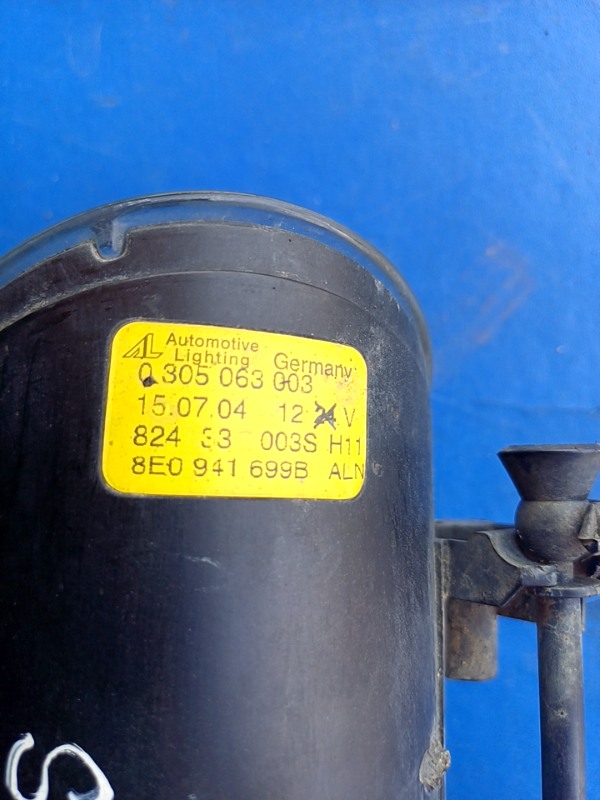 AL Automotive
Lighting Germany
0 305 063 003
15.07.04 12 24 V
824 33 003S H11
8E0 941 699B ALN
S